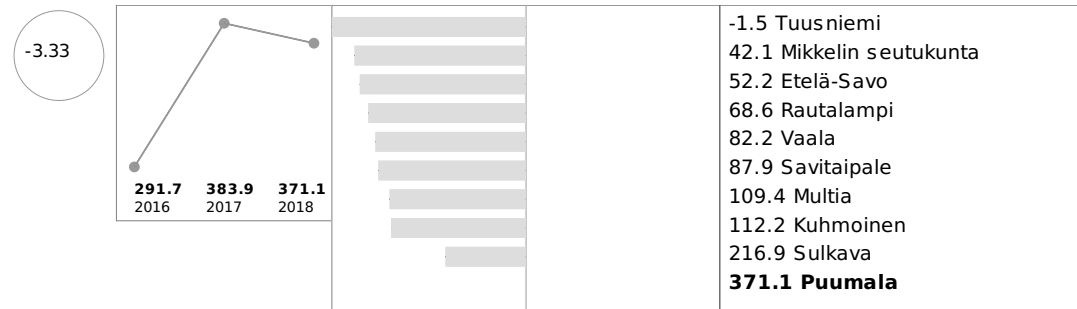 -3.33
291.7 383.9 371.1
2016 2017 2018
-1.5 Tuusniemi
42.1 Mikkelin seutukunta
52.2 Etelä-Savo
68.6 Rautalampi
82.2 Vaala
87.9 Savitaipale
109.4 Multia
112.2 Kuhmoinen
216.9 Sulkava
371.1 Puumala